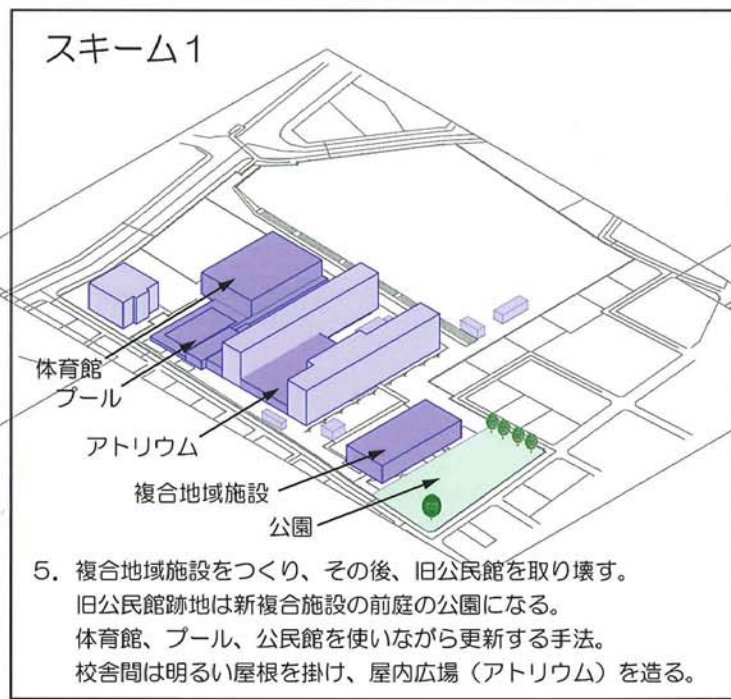 スキーム1
体育館
プール
アトリウム
複合地域施設
公園
5．複合地域施設をつくり、その後、旧公民館を取り壊す。
旧公民館跡地は新複合施設の前庭の公園になる。
体育館、プール、公民館を使いながら更新する手法。
校舎間は明るい屋根を掛け、屋内広場（アトリウム）を造る。